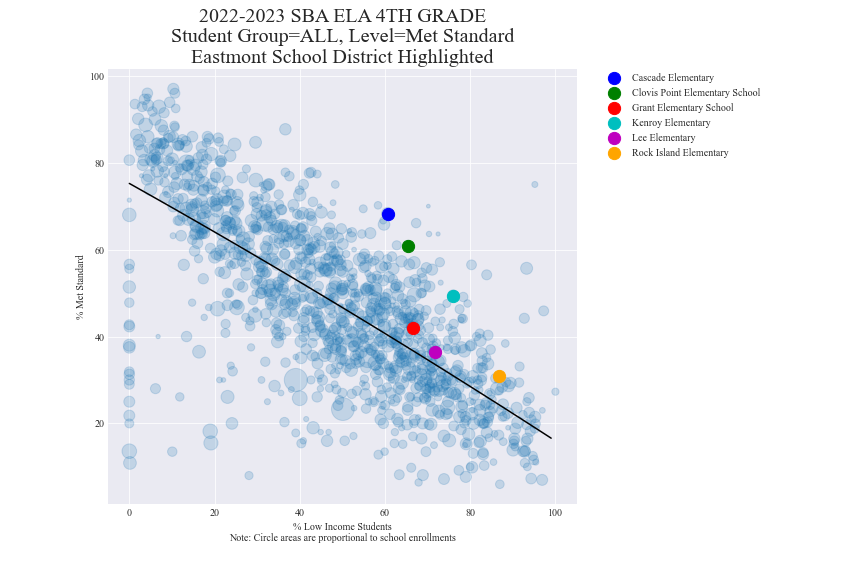 2022-2023 SBA ELA 4TH GRADE
Student Group=ALL, Level=Met Standard
Eastmont School District Highlighted
100
80
60
40
20
% Met Standard
0
20
40
60
80
100
% Low Income Students
Note: Circle areas are proportional to school enrollments
Cascade Elementary
Clovis Point Elementary School
Grant Elementary School
Kenroy Elementary
Lee Elementary
Rock Island Elementary